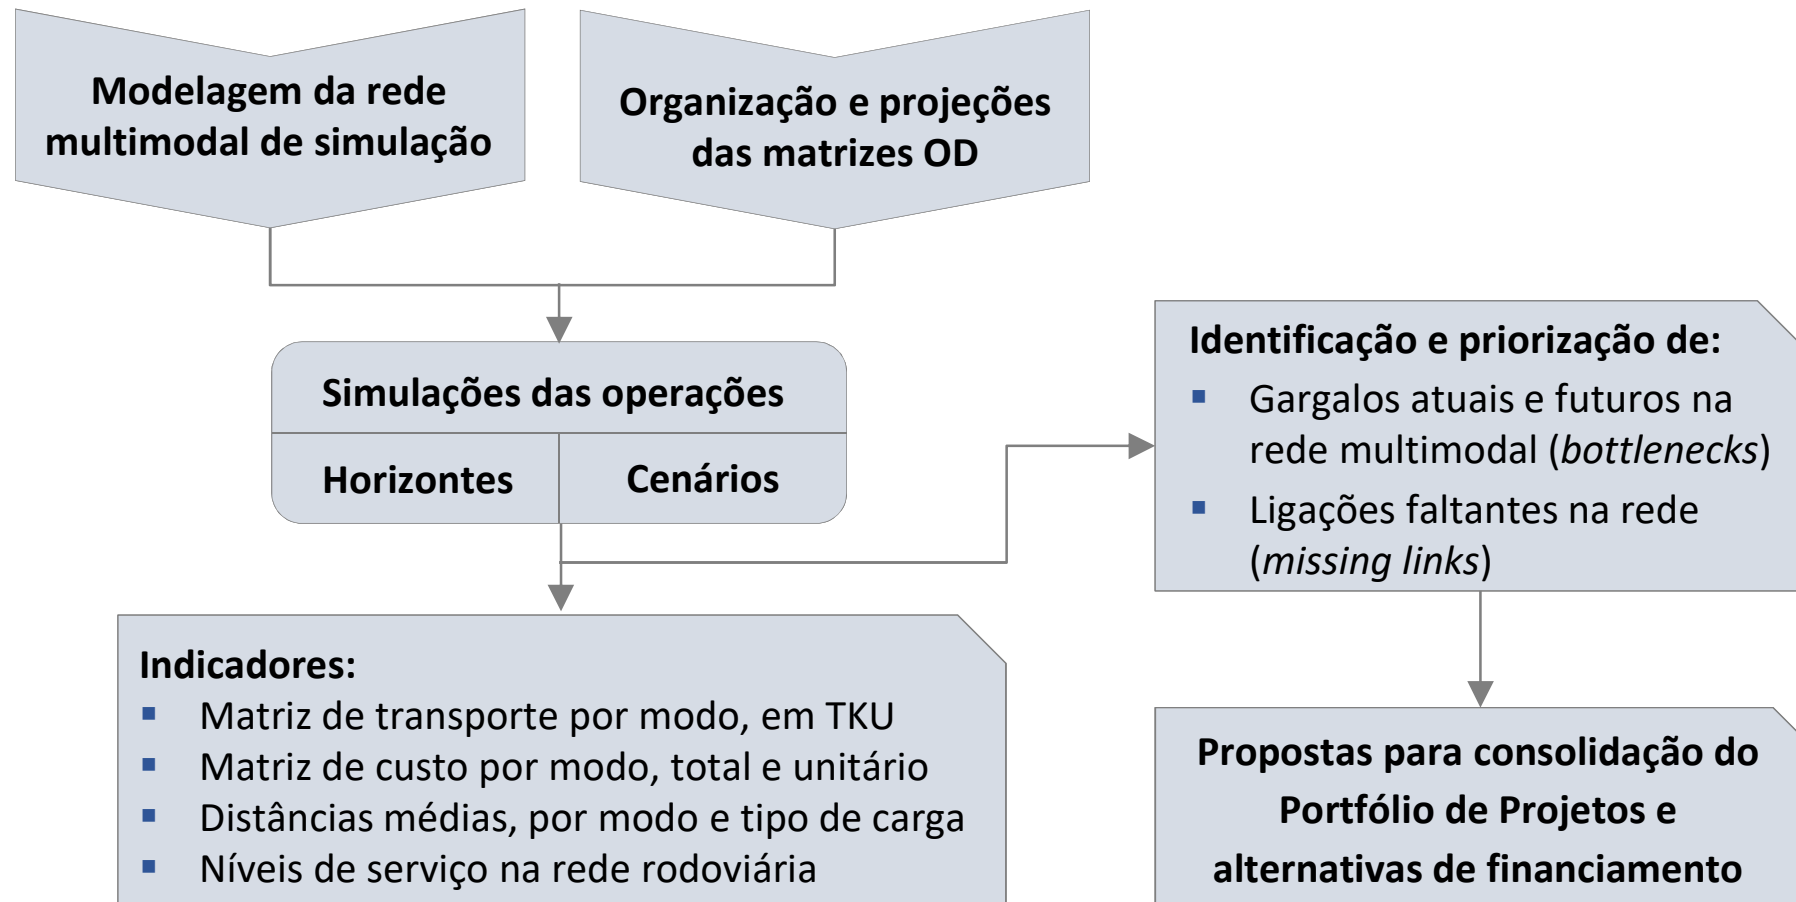 Modelagem da rede
multimodal de simulação
Organização e projeções
das matrizes OD
Simulações das operações
Horizontes
Cenários
Identificação e priorização de:
▪ Gargalos atuais e futuros na
rede multimodal (bottlenecks)
▪ Ligações faltantes na rede
(missing links)
Indicadores:
▪ Matriz de transporte por modo, em TKU
▪ Matriz de custo por modo, total e unitário
▪ Distâncias médias, por modo e tipo de carga
▪ Níveis de serviço na rede rodoviária
Propostas para consolidação do
Portfólio de Projetos e
alternativas de financiamento